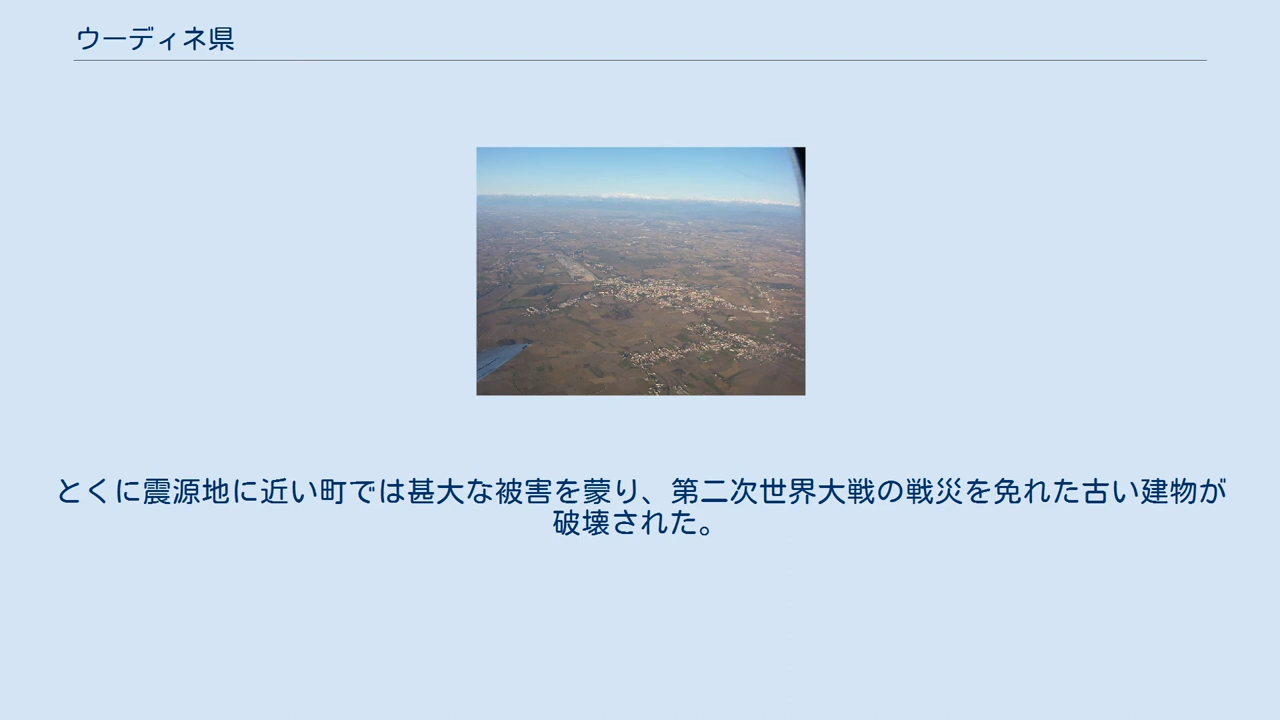 ウーディネ県
とくに震源地に近い町では甚大な被害を蒙り、第二次世界大戦の戦災を免れた古い建物が
破壊された。